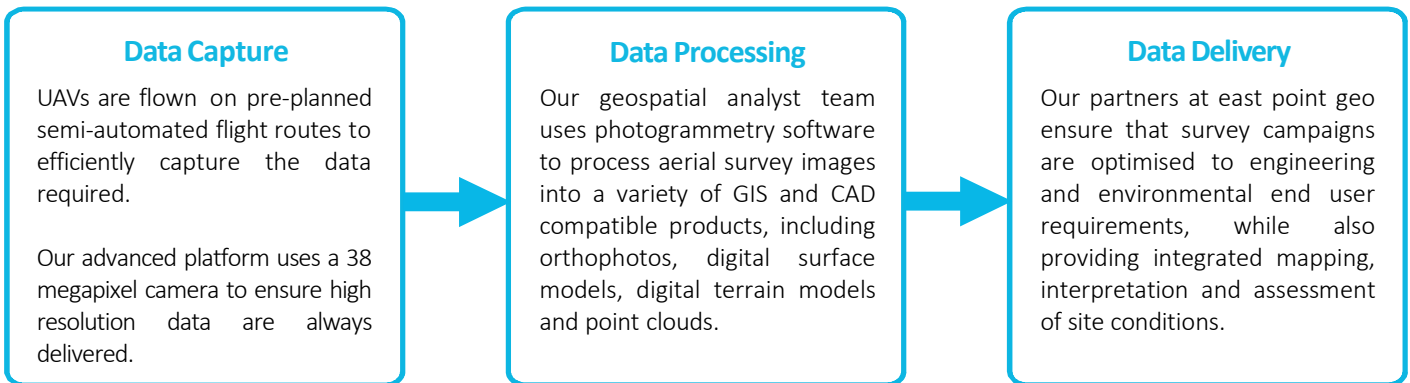 Data Capture
UAVs are flown on pre-planned
semi-automated flight routes to
efficiently capture the data
required.
Our advanced platform uses a 38
megapixel camera to ensure high
resolution data are always
delivered.
Data Processing
Our geospatial analyst team
uses photogrammetry software
to process aerial survey images
into a variety of GIS and CAD
compatible products, including
orthophotos, digital surface
models, digital terrain models
and point clouds.
Data Delivery
Our partners at east point geo
ensure that survey campaigns
are optimised to engineering
and environmental end user
requirements, while also
providing integrated mapping,
interpretation and assessment
of site conditions.